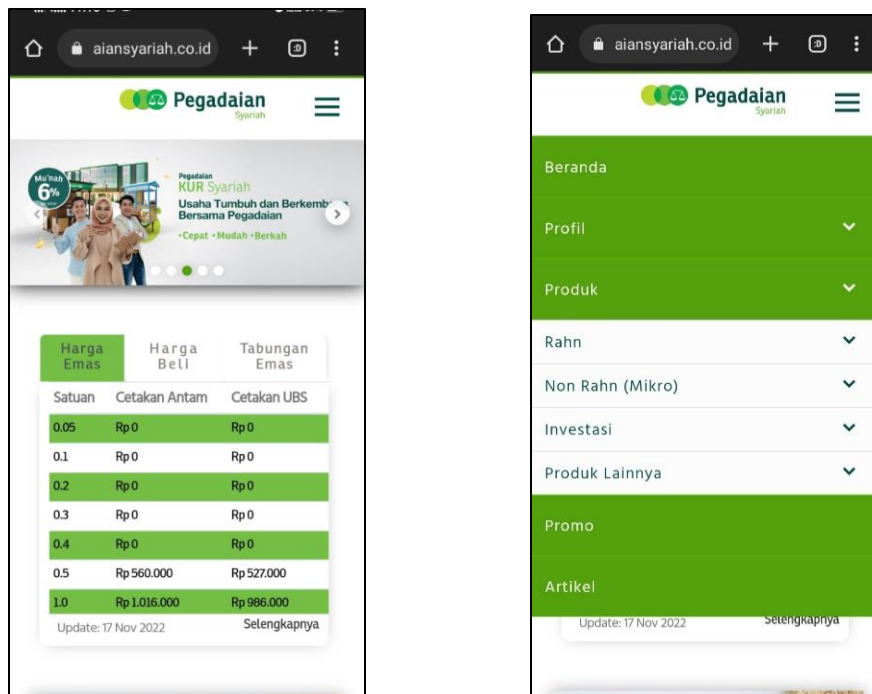 aiansyariah.co.id
Pegadaian
Syariah
Mu'nah
6%
Pegadaian
KUR Syariah
Usaha Tumbuh dan
Bersama Pegadaian
•Cepat •Mudah •Berkah
Harga Emas
Harga Beli
Tabungan Emas
Satuan Cetakan Antam Cetakan UBS
0.05 Rp 0 Rp 0
0.1 Rp 0 Rp 0
0.2 Rp 0 Rp 0
0.3 Rp 0 Rp 0
0.4 Rp 0 Rp 0
0.5 Rp 560.000 Rp 527.000
1.0 Rp 1.016.000 Rp 986.000
Update: 17 Nov 2022 Selengkapnya
aiansyariah.co.id
Pegadaian
Syariah
Beranda
Profil
Produk
Rahn
Non Rahn (Mikro)
Investasi
Produk Lainnya
Promo
Artikel
Update: 17 Nov 2022 Selengkapnya